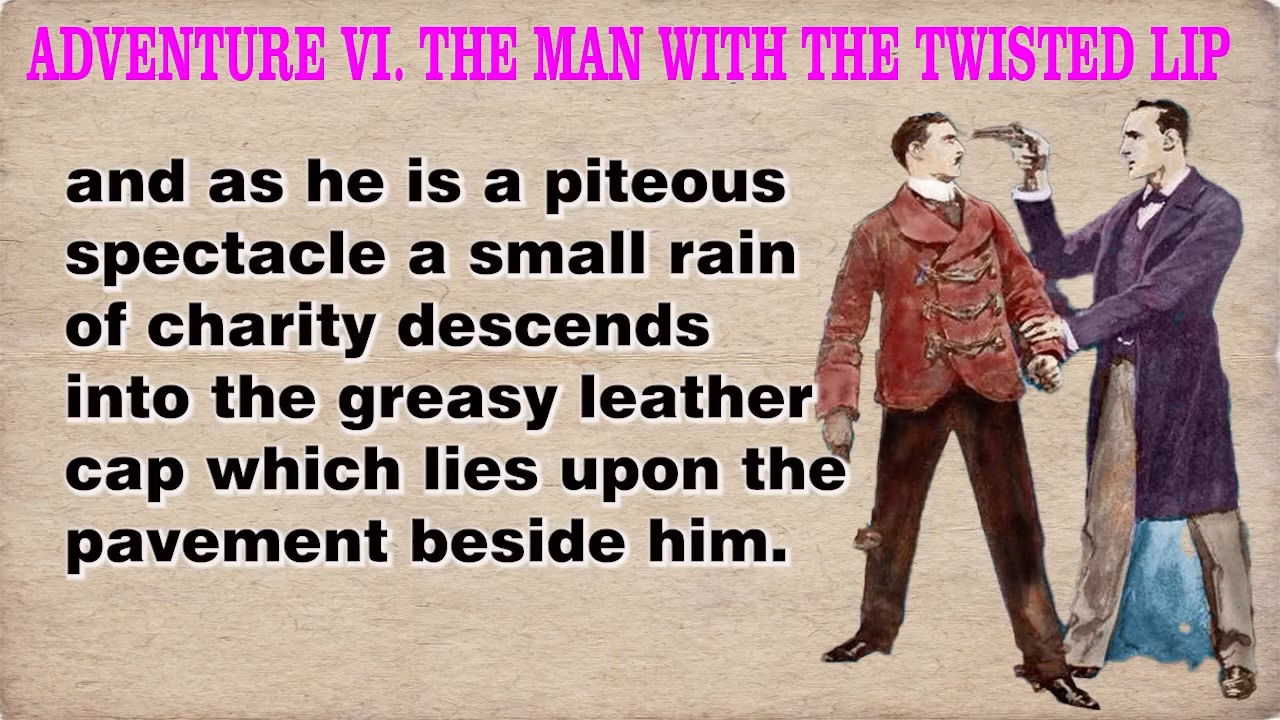 ADVENTURE VI. THE MAN WITH THE TWISTED LIP
and as he is a piteous
spectacle a small rain
of charity descends
into the greasy leather
cap which lies upon the
pavement beside him.